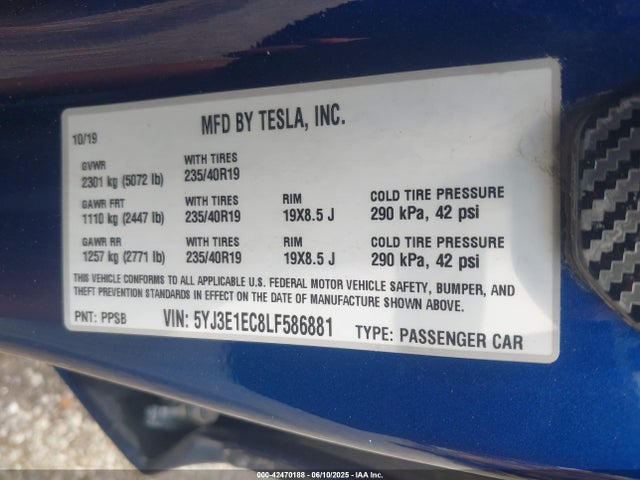 10/19
MFD BY TESLA, INC.
GVWR
2301 kg (5072 lb)
WITH TIRES
235/40R19
GAWR FRT
1110 kg (2447 lb)
WITH TIRES
235/40R19
RIM
19X8.5 J
COLD TIRE PRESSURE
290 kPa, 42 psi
GAWR RR
1257 kg (2771 lb)
WITH TIRES
235/40R19
RIM
19X8.5 J
COLD TIRE PRESSURE
290 kPa, 42 psi
THIS VEHICLE CONFORMS TO ALL APPLICABLE U.S. FEDERAL MOTOR VEHICLE SAFETY, BUMPER, AND
THEFT PREVENTION STANDARDS IN EFFECT ON THE DATE OF MANUFACTURE SHOWN ABOVE.
PNT: PPSB
VIN: 5YJ3E1EC8LF586881
TYPE: PASSENGER CAR
000-42470188 - 06/10/2025 - IAA Inc.